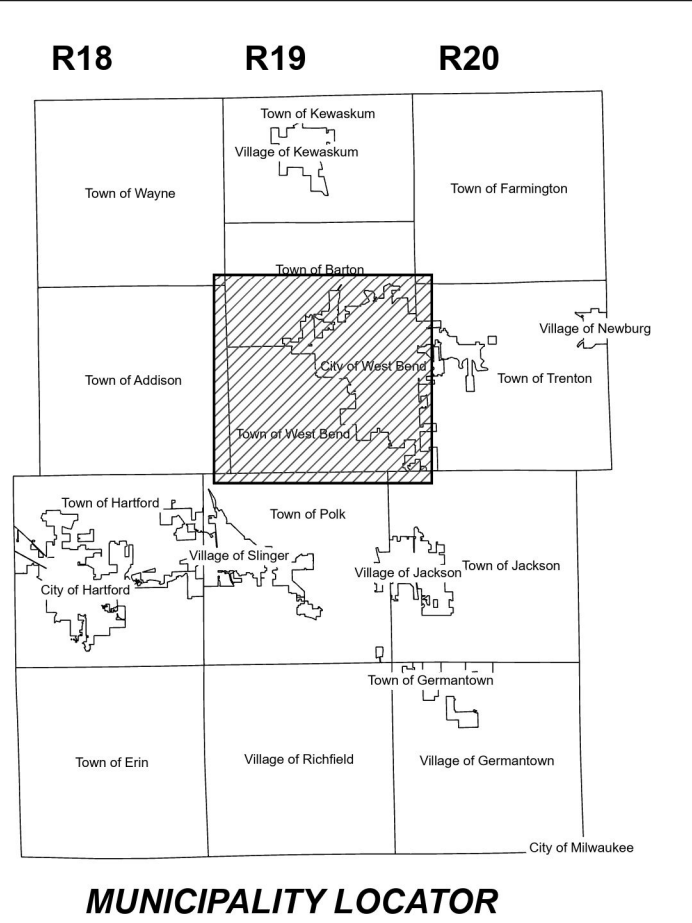 R18 R19 R20
Town of Kewaskum
Village of Kewaskum
Town of Wayne
Town of Farmington
Town of Barton
Village of Newburg
City of West Bend
Town of Addison
Town of Trenton
Town of West Bend
Town of Hartford
Town of Polk
Village of Slinger
Town of Jackson
Village of Jackson
City of Hartford
Town of Germantown
Town of Erin
Village of Richfield
Village of Germantown
City of Milwaukee
MUNICIPALITY LOCATOR